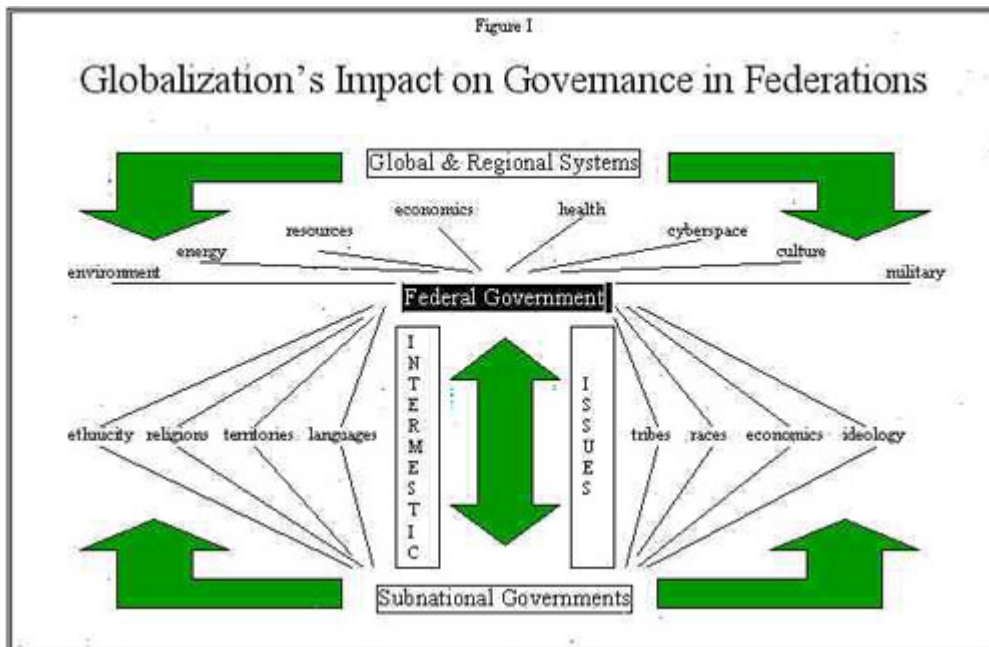 Figure I
Globalization's Impact on Governance in Federations
Global & Regional Systems
economics
health
resources
cyberspace
energy
culture
environment
military
Federal Government
INTERMESTIC
ISSUES
ethnicity religions territories languages
tribes races economics ideology
Subnational Governments